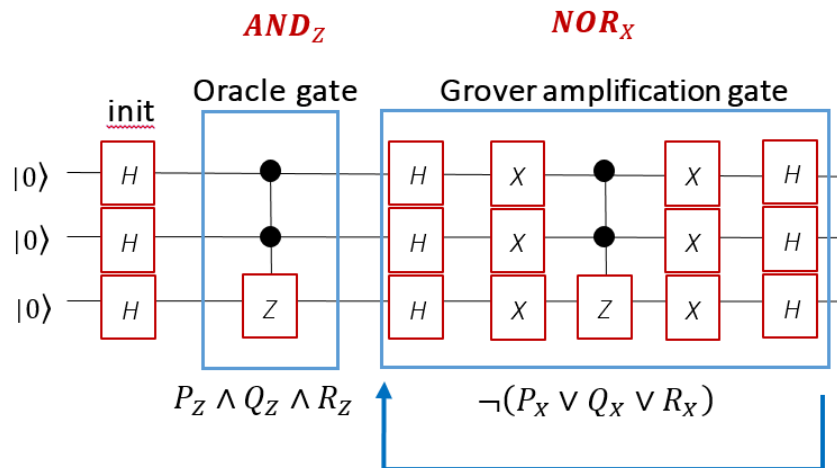 AND_Z NOR_X
Oracle gate Grover amplification gate
init
|0⟩ H H X X H
|0⟩ H H X X H
|0⟩ H Z H X Z X H
P_Z ∧ Q_Z ∧ R_Z ¬(P_X ∨ Q_X ∨ R_X)